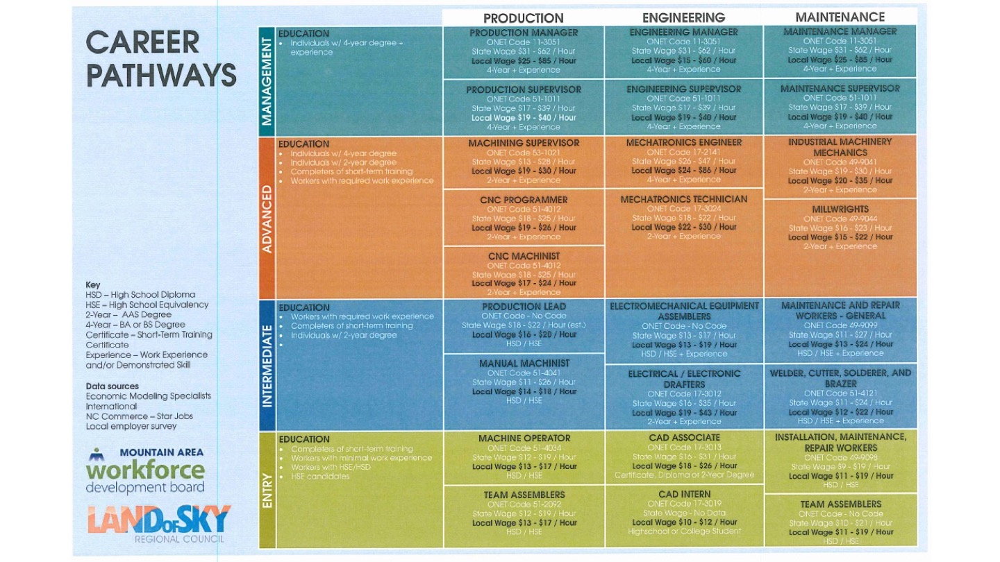 CAREER
PATHWAYS
Key
HSD – High School Diploma
HSE – High School Equivalency
2-Year – AAS Degree
4-Year – BA or BS Degree
Certificate – Short-Term Training
Certificate
Experience – Work Experience
and/or Demonstrated Skill
Data sources
Economic Modeling Specialists
International
NC Commerce – Star Jobs
Local employer survey
MOUNTAIN AREA
workforce
development board
LAND OF SKY
REGIONAL COUNCIL
PRODUCTION
ENGINEERING
MAINTENANCE
MANAGEMENT
EDUCATION
• Individuals w/ 4-year degree +
experience
PRODUCTION MANAGER
ONET Code 11-3051
State Wage $31 - $62 / Hour
Local Wage $25 - $85 / Hour
4-Year + Experience
ENGINEERING MANAGER
ONET Code 11-3051
State Wage $31 - $62 / Hour
Local Wage $15 - $60 / Hour
4-Year + Experience
MAINTENANCE MANAGER
ONET Code 11-3051
State Wage $31 - $62 / Hour
Local Wage $25 - $85 / Hour
4-Year + Experience
PRODUCTION SUPERVISOR
ONET Code 51-1011
State Wage $17 - $39 / Hour
Local Wage $19 - $40 / Hour
4-Year + Experience
ENGINEERING SUPERVISOR
ONET Code 51-1011
State Wage $17 - $39 / Hour
Local Wage $19 - $40 / Hour
4-Year + Experience
MAINTENANCE SUPERVISOR
ONET Code 51-1011
State Wage $17 - $39 / Hour
Local Wage $19 - $40 / Hour
4-Year + Experience
ADVANCED
EDUCATION
• Individuals w/ 4-year degree
• Individuals w/ 2-year degree
• Completers of short-term training
• Workers with required work experience
MACHINING SUPERVISOR
ONET Code 53-1021
State Wage $13 - $28 / Hour
Local Wage $19 - $30 / Hour
2-Year + Experience
CNC PROGRAMMER
ONET Code 51-4012
State Wage $18 - $25 / Hour
Local Wage $19 - $26 / Hour
2-Year + Experience
CNC MACHINIST
ONET Code 51-4012
State Wage $18 - $25 / Hour
Local Wage $17 - $24 / Hour
2-Year + Experience
MECHATRONICS ENGINEER
ONET Code 17-2141
State Wage $26 - $47 / Hour
Local Wage $24 - $86 / Hour
4-Year + Experience
MECHATRONICS TECHNICIAN
ONET Code 17-3024
State Wage $18 - $22 / Hour
Local Wage $22 - $30 / Hour
2-Year + Experience
INDUSTRIAL MACHINERY
MECHANICS
ONET Code 49-9041
State Wage $19 - $30 / Hour
Local Wage $20 - $35 / Hour
2-Year + Experience
MILLWRIGHTS
ONET Code 49-9044
State Wage $16 - $23 / Hour
Local Wage $15 - $22 / Hour
2-Year + Experience
INTERMEDIATE
EDUCATION
• Workers with required work experience
• Completers of short-term training
• Individuals w/ 2-year degree
•
PRODUCTION LEAD
ONET Code - No Code
State Wage $18 - $22 / Hour (est.)
Local Wage $16 - $20 / Hour
HSD / HSE
MANUAL MACHINIST
ONET Code 51-4041
State Wage $11 - $26 / Hour
Local Wage $14 - $18 / Hour
HSD / HSE
ELECTROMECHANICAL EQUIPMENT
ASSEMBLERS
ONET Code - No Code
State Wage $13 - $17 / Hour
Local Wage $13 - $19 / Hour
HSD / HSE + Experience
ELECTRICAL / ELECTRONIC
DRAFTERS
ONET Code 17-3012
State Wage $16 - $35 / Hour
Local Wage $19 - $43 / Hour
2-Year + Experience
MAINTENANCE AND REPAIR
WORKERS - GENERAL
ONET Code 49-9099
State Wage $11 - $27 / Hour
Local Wage $13 - $24 / Hour
HSD / HSE + Experience
WELDER, CUTTER, SOLDERER, AND
BRAZER
ONET Code 51-4121
State Wage $11 - $24 / Hour
Local Wage $12 - $22 / Hour
HSD / HSE + Experience
ENTRY
EDUCATION
• Completers of short-term training
• Workers with minimal work experience
• Workers with HSE/HSD
• HSE candidates
MACHINE OPERATOR
ONET Code 51-4034
State Wage $12 - $19 / Hour
Local Wage $13 - $17 / Hour
HSD / HSE
TEAM ASSEMBLERS
ONET Code 51-2092
State Wage $12 - $19 / Hour
Local Wage $13 - $17 / Hour
HSD / HSE
CAD ASSOCIATE
ONET Code 17-3013
State Wage $16 - $31 / Hour
Local Wage $18 - $26 / Hour
Certificate, Diploma or 2-Year Degree
CAD INTERN
ONET Code 17-3019
State Wage - No Data
Local Wage $10 - $12 / Hour
Highschool or College Student
INSTALLATION, MAINTENANCE,
REPAIR WORKERS
ONET Code 49-9098
State Wage $9 - $19 / Hour
Local Wage $11 - $19 / Hour
HSD / HSE
TEAM ASSEMBLERS
ONET Code - No Code
State Wage $10 - $21 / Hour
Local Wage $11 - $19 / Hour
HSD / HSE